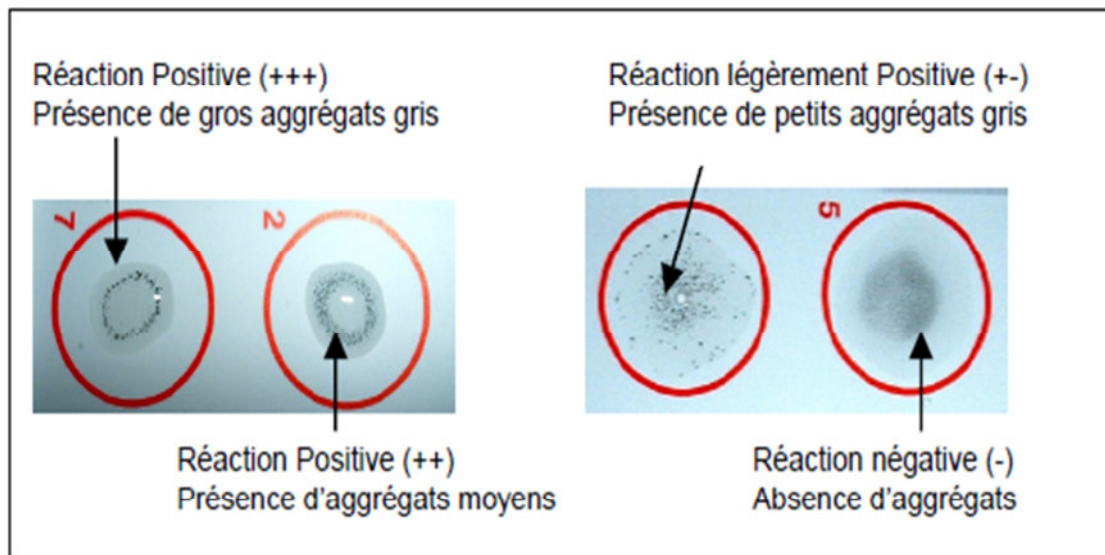 Réaction Positive (+++)
Présence de gros aggrégats gris
Réaction légèrement Positive (+-)
Présence de petits aggrégats gris
7
2
5
Réaction Positive (++)
Présence d'aggrégats moyens
Réaction négative (-)
Absence d'aggrégats